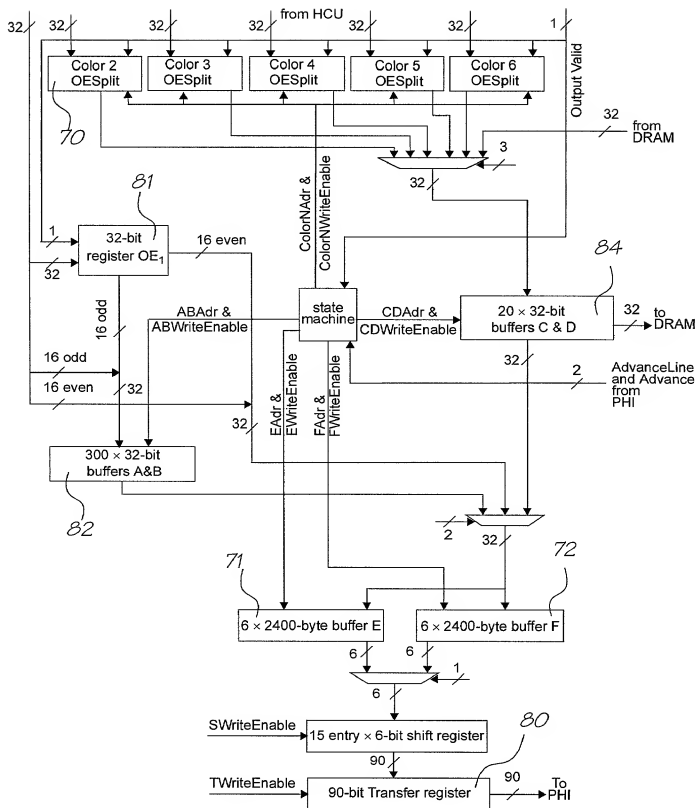 from HCU
32
32
32
32
32
32
1
Color 2
OESplit
Color 3
OESplit
Color 4
OESplit
Color 5
OESplit
Color 6
OESplit
Output Valid
70
32
from
DRAM
3
32
ColorNAdr &
ColorNWriteEnable
81
1
32
32-bit
register OE1
16 even
84
16 odd
ABAdr &
ABWriteEnable
state
machine
CDAdr &
CDWriteEnable
20 × 32-bit
buffers C & D
32
to
DRAM
16 odd
16 even
32
32
EAdr &
EWriteEnable
FAdr &
FWriteEnable
32
2
AdvanceLine
and Advance
from
PHI
300 × 32-bit
buffers A&B
82
2
32
71
72
6 × 2400-byte buffer E
6 × 2400-byte buffer F
6
6
1
6
80
SWriteEnable
15 entry × 6-bit shift register
90
TWriteEnable
90-bit Transfer register
90
To
PHI